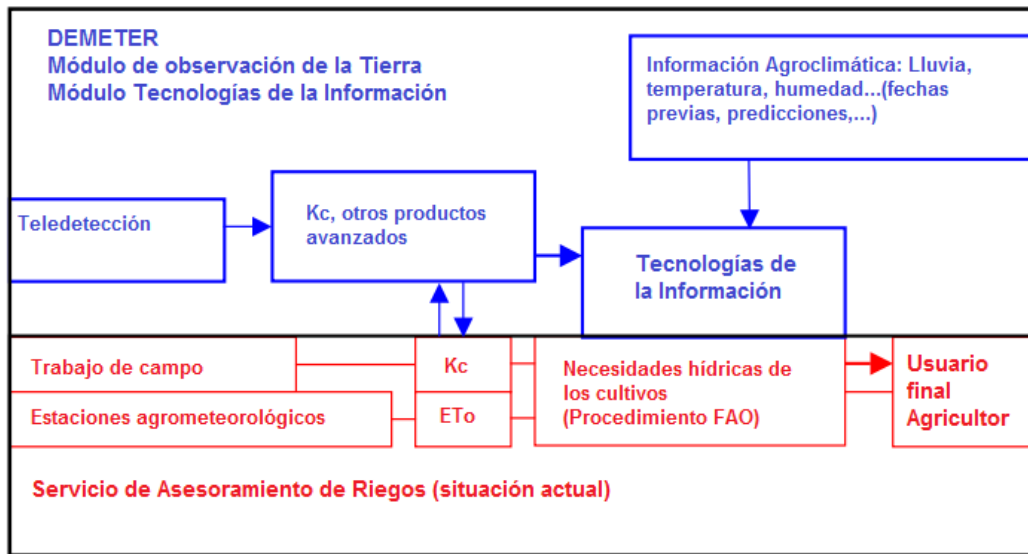 DEMETER
Módulo de observación de la Tierra
Módulo Tecnologías de la Información
Información Agroclimática: Lluvia,
temperatura, humedad...(fechas
previas, predicciones,...)
Teledetección
Kc, otros productos
avanzados
Tecnologías de
la Información
Trabajo de campo
Kc
Necesidades hídricas de
los cultivos
(Procedimiento FAO)
Usuario
final
Agricultor
Estaciones agrometeorológicos
ETo
Servicio de Asesoramiento de Riegos (situación actual)